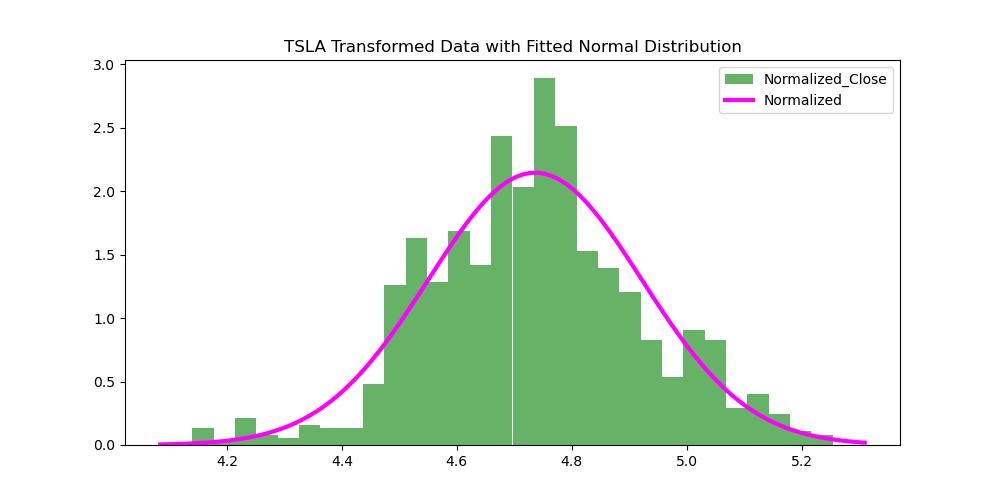 TSLA Transformed Data with Fitted Normal Distribution
Normalized_Close
Normalized
3.0
2.5
2.0
1.5
1.0
0.5
0.0
4.2 4.4 4.6 4.8 5.0 5.2